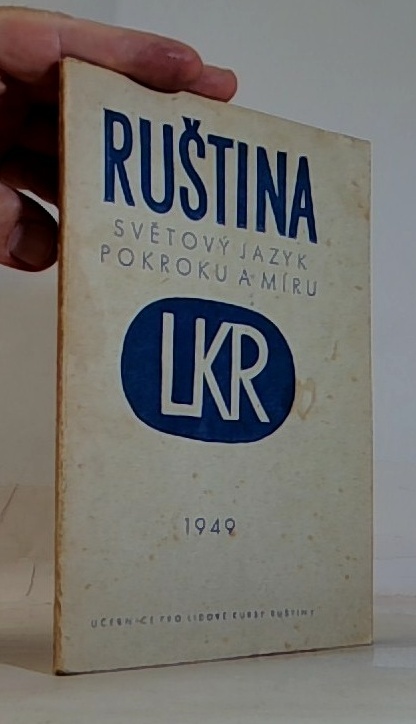 RUŠTINA
SVĚTOVÝ JAZYK
POKROKU A MÍRU
LKR
1949
UČEBNICE PRO LIDOVÉ KURSY RUŠTINY